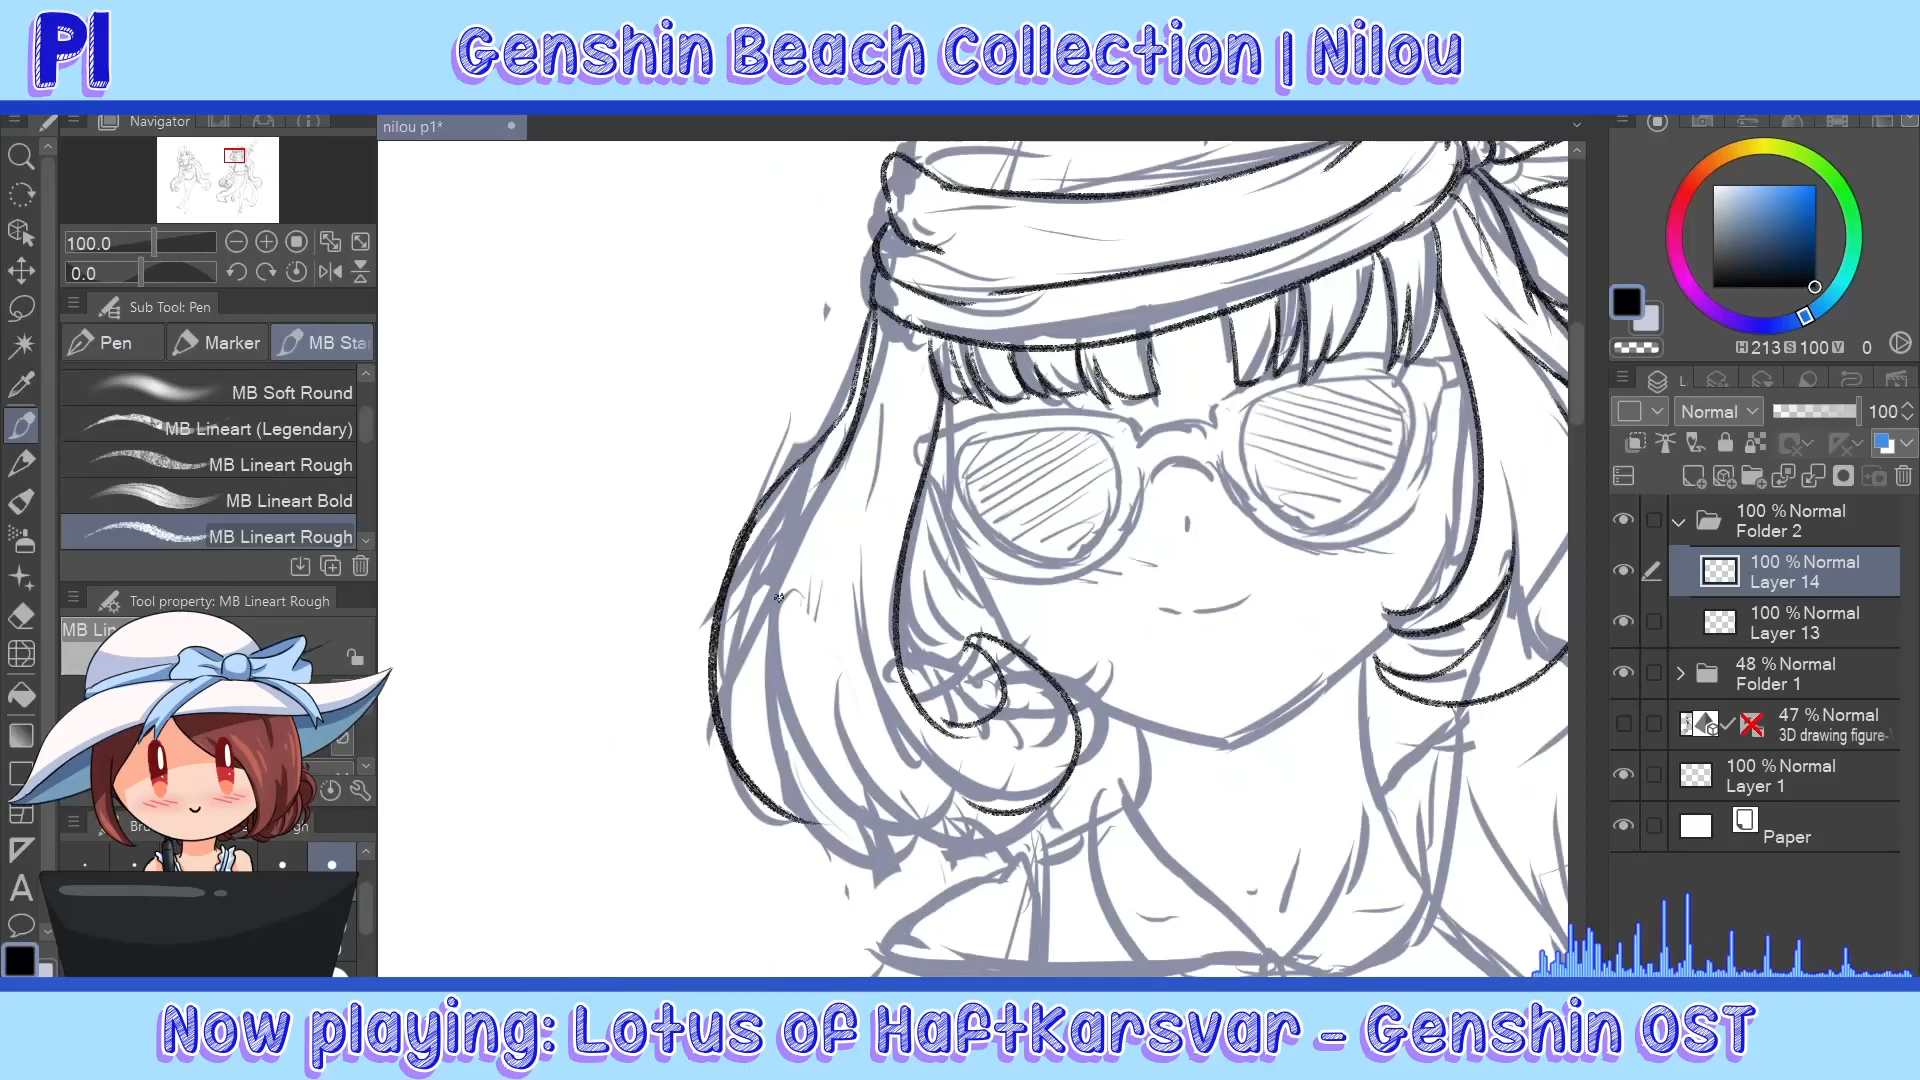 PI
Genshin Beach Collection | Nilou
Navigator
nilou p1*
100.0
0.0
Sub Tool: Pen
Pen
Marker
MB Sta
MB Soft Round
MB Lineart (Legendary)
MB Lineart Rough
MB Lineart Bold
MB Lineart Rough
Tool property: MB Lineart Rough
MB Lin
H 213 S 100 V 0
L
Normal
100
100 % Normal
Folder 2
100 % Normal
Layer 14
100 % Normal
Layer 13
48 % Normal
Folder 1
47 % Normal
3D drawing figure-
100 % Normal
Layer 1
Paper
Now playing: Lotus of Haftkarsvar - Genshin OST